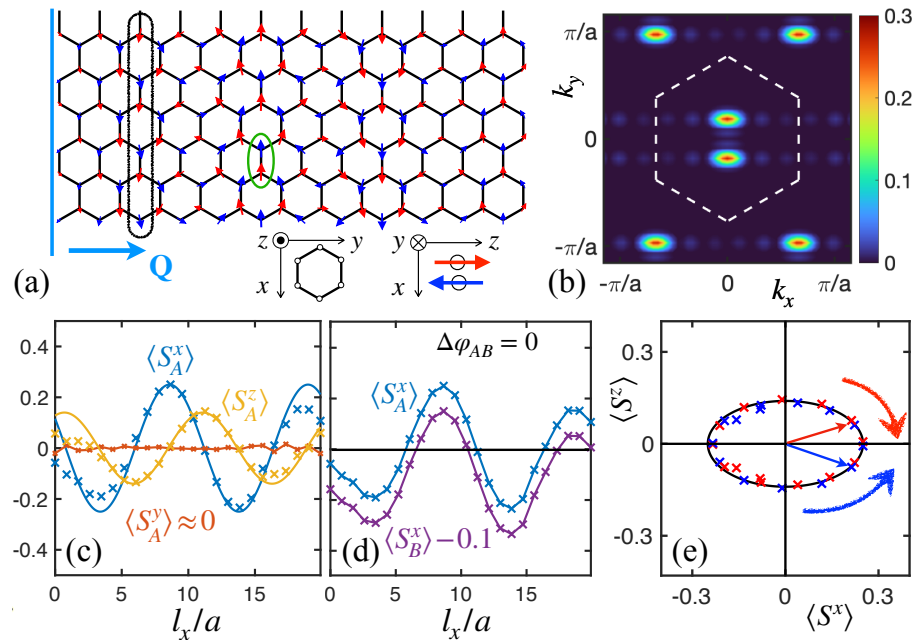 (a)
Q
z
y
x
y
z
x
(b)
π/a
k_y
0
-π/a
-π/a
0
k_x
π/a
0.3
0.2
0.1
0
(c)
0.4
0.2
0
-0.2
-0.4
⟨S_A^x⟩
⟨S_A^z⟩
⟨S_A^y⟩≈0
0
5
10
15
l_x/a
(d)
Δφ_AB = 0
⟨S_A^x⟩
⟨S_B^x⟩−0.1
0
5
10
15
20
l_x/a
(e)
⟨S^z⟩
0.3
0
-0.3
-0.3
0
0.3
⟨S^x⟩